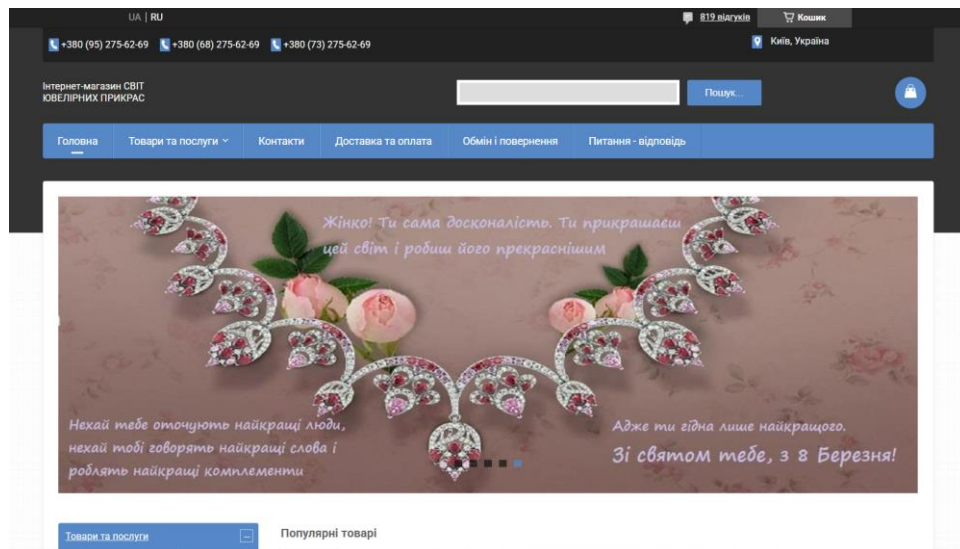 UA | RU
819 відгуків
Кошик
+380 (95) 275-62-69 +380 (68) 275-62-69 +380 (73) 275-62-69
Київ, Україна
Інтернет-магазин СВІТ
ЮВЕЛІРНИХ ПРИКРАС
Пошук...
Головна Товари та послуги Контакти Доставка та оплата Обмін і повернення Питання - відповідь
Жінко! Ти сама досконалість. Ти прикрашаєш
цей світ і робиш його прекраснішим
Нехай тебе оточують найкращі люди,
нехай тобі говорять найкращі слова і
роблять найкращі комплементи
Адже ти гідна лише найкращого.
Зі святом тебе, з 8 Березня!
Товари та послуги
Популярні товарі